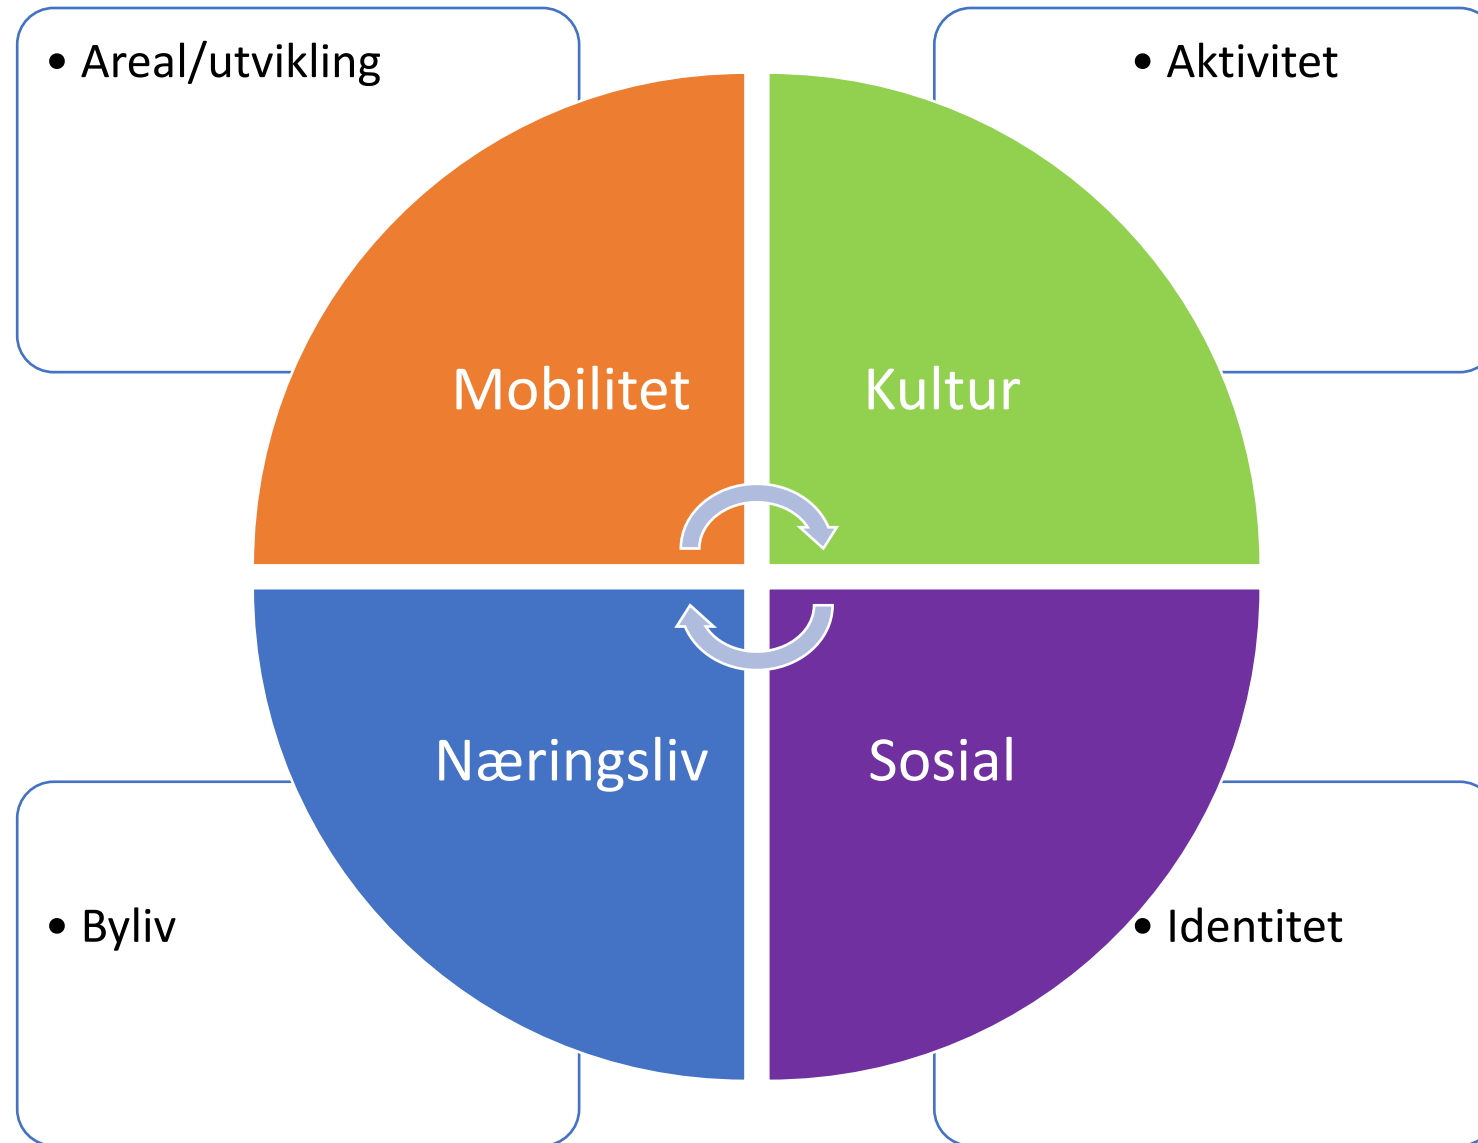 • Areal/utvikling
• Aktivitet
Mobilitet
Kultur
Næringsliv
Sosial
• Byliv
• Identitet